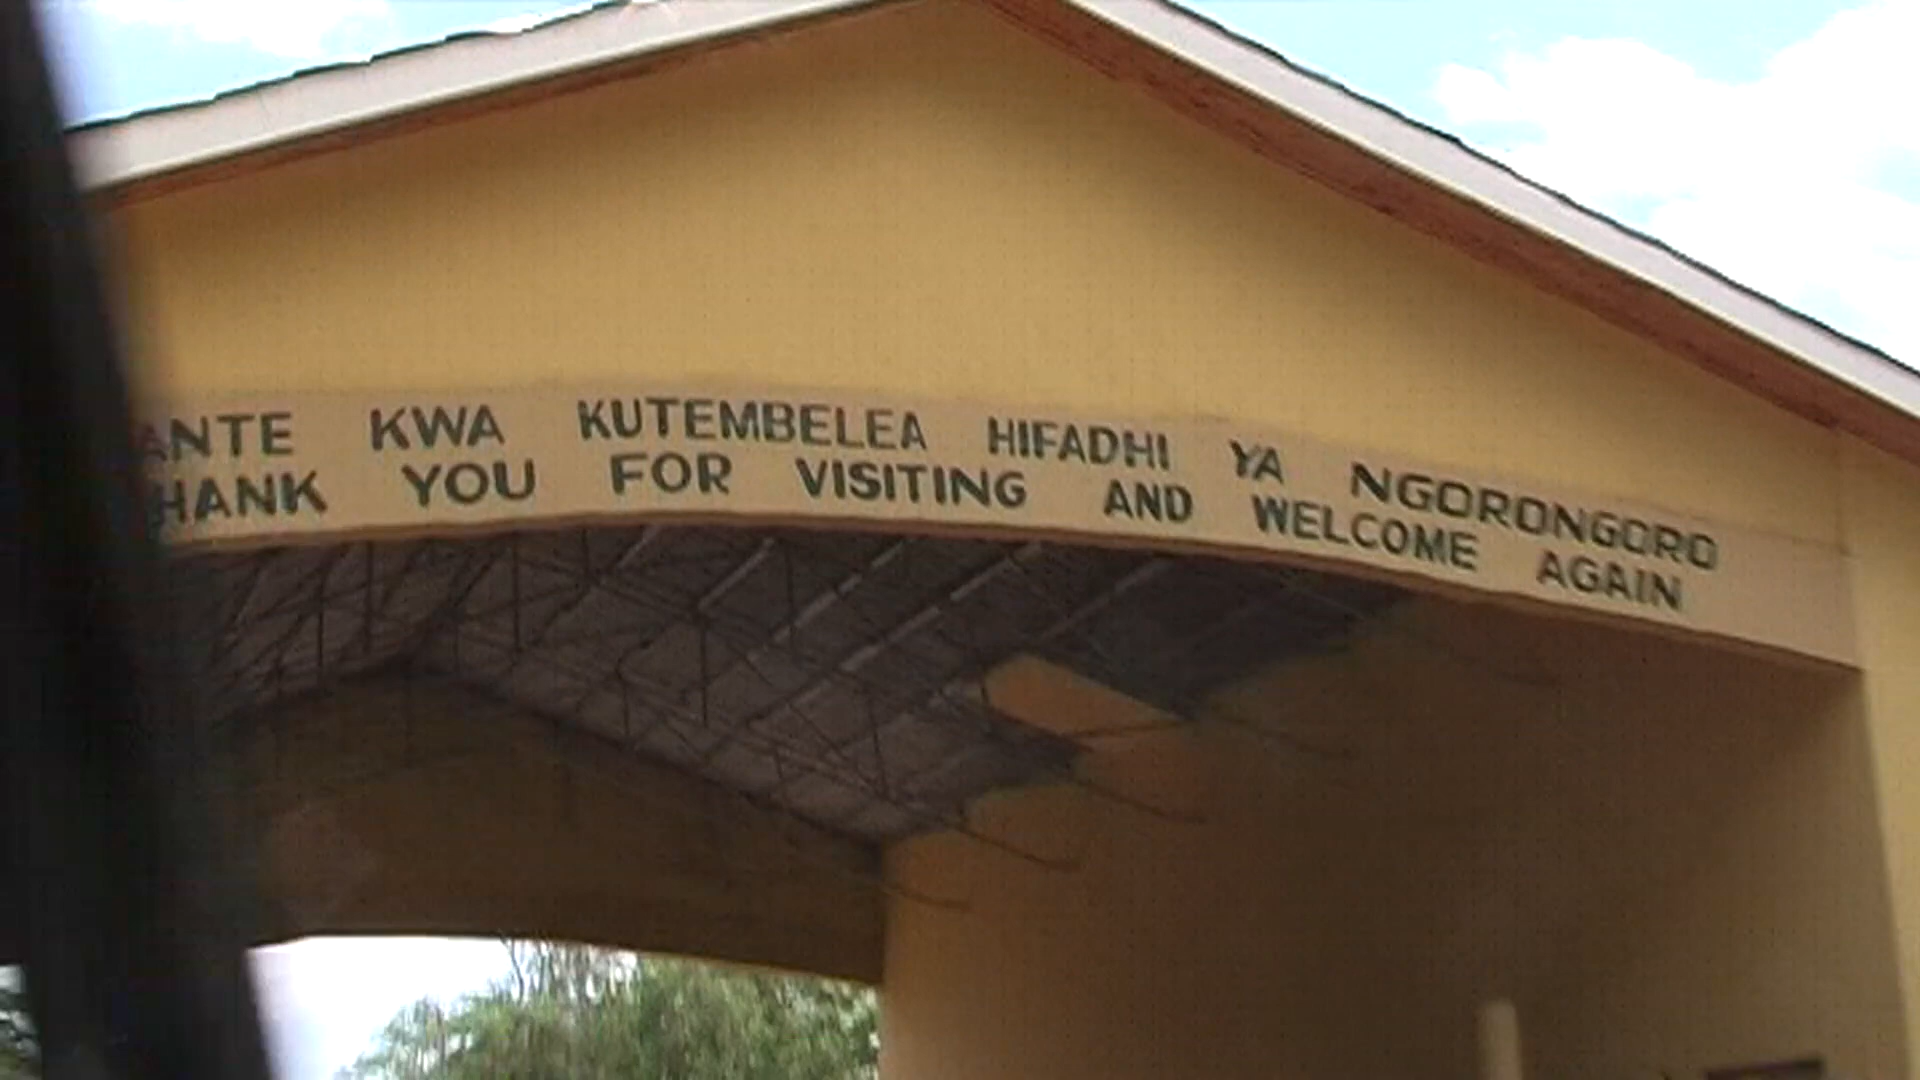 ANTE KWA KUTEMBELEA HIFADHI YA NGORONGORO
HANK YOU FOR VISITING AND WELCOME AGAIN